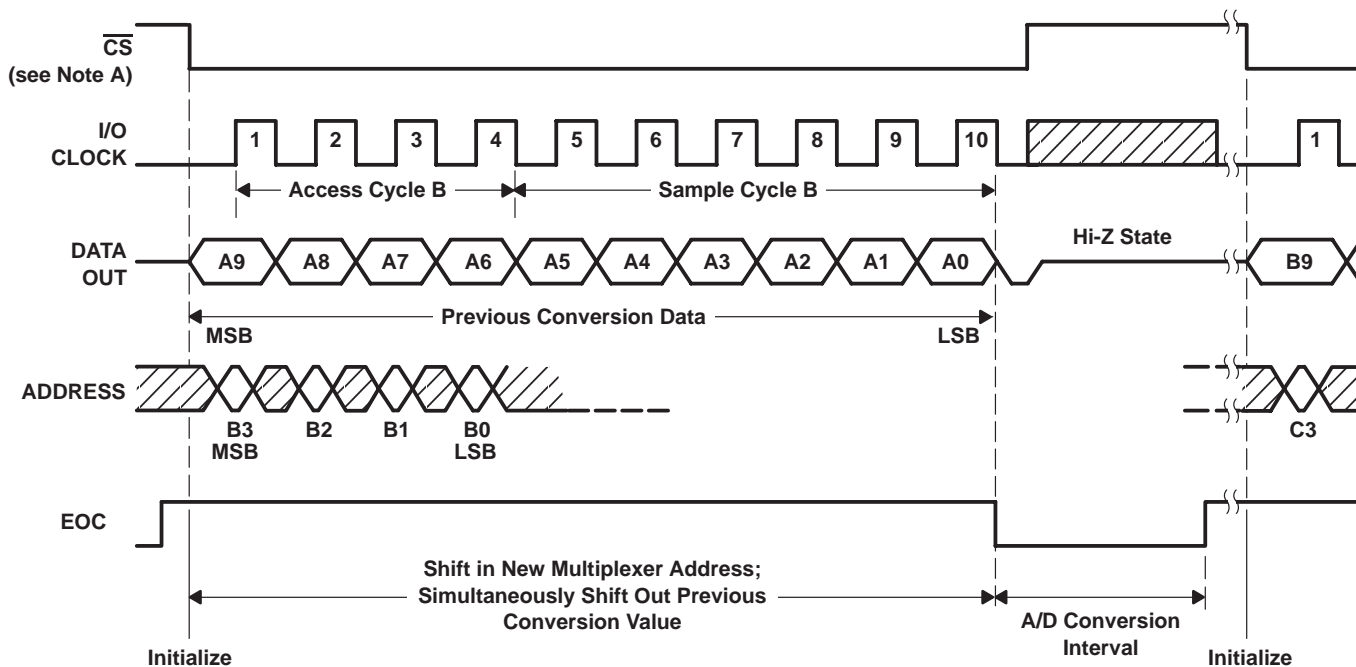 CS
(see Note A)
I/O
CLOCK
1 2 3 4 5 6 7 8 9 10 1
Access Cycle B
Sample Cycle B
DATA
OUT
A9 A8 A7 A6 A5 A4 A3 A2 A1 A0
Hi-Z State
B9
Previous Conversion Data
MSB
LSB
ADDRESS
B3 B2 B1 B0
MSB
LSB
C3
EOC
Shift in New Multiplexer Address;
Simultaneously Shift Out Previous
Conversion Value
A/D Conversion
Interval
Initialize
Initialize